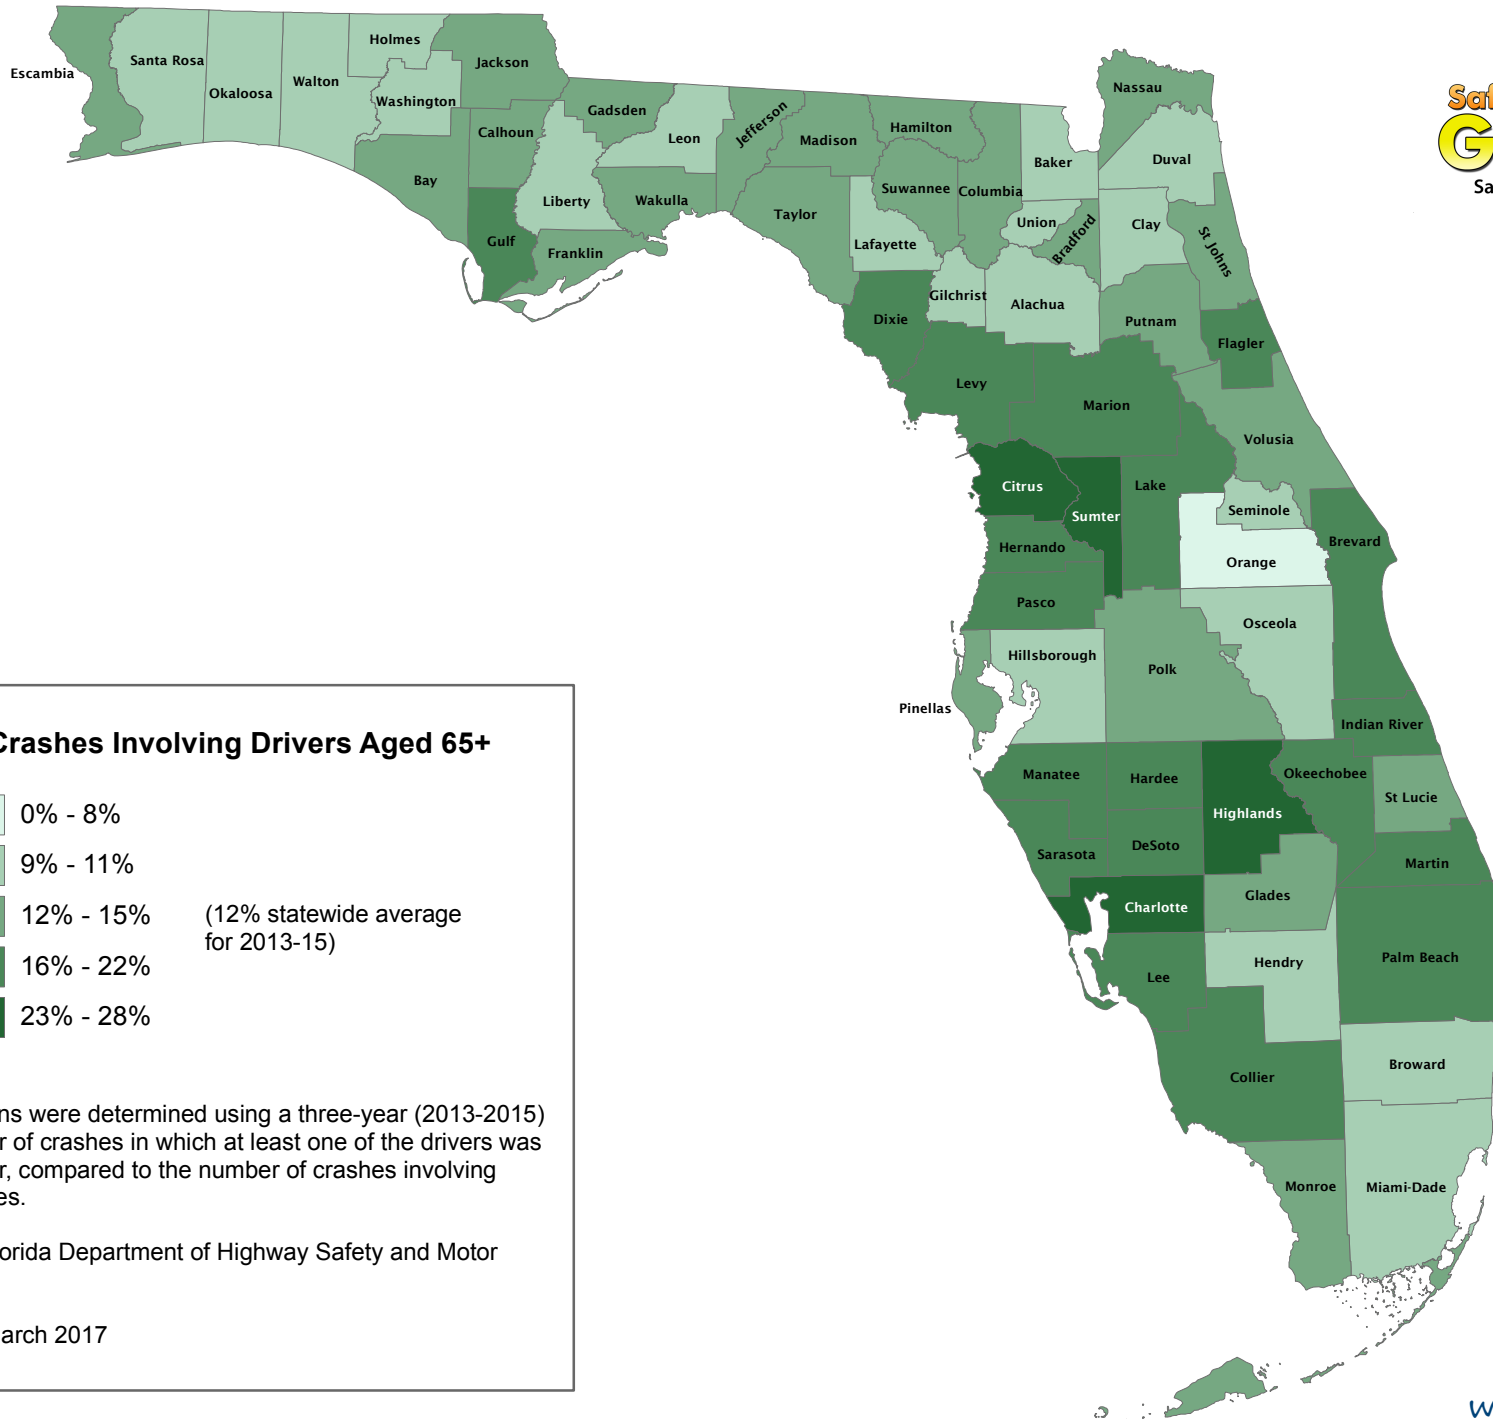 Escambia
Santa Rosa
Okaloosa
Walton
Holmes
Washington
Jackson
Calhoun
Bay
Gulf
Gadsden
Liberty
Franklin
Leon
Wakulla
Jefferson
Madison
Taylor
Hamilton
Suwannee
Lafayette
Columbia
Baker
Union
Bradford
Nassau
Duval
Clay
St Johns
Gilchrist
Alachua
Dixie
Putnam
Flagler
Levy
Marion
Volusia
Citrus
Sumter
Lake
Seminole
Orange
Brevard
Hernando
Pasco
Osceola
Hillsborough
Polk
Pinellas
Indian River
Manatee
Hardee
Highlands
Okeechobee
St Lucie
Sarasota
DeSoto
Martin
Charlotte
Glades
Lee
Hendry
Palm Beach
Collier
Broward
Monroe
Miami-Dade
Crashes Involving Drivers Aged 65+
0% - 8%
9% - 11%
12% - 15% (12% statewide average
for 2013-15)
16% - 22%
23% - 28%
ns were determined using a three-year (2013-2015)
r of crashes in which at least one of the drivers was
r, compared to the number of crashes involving
es.
orida Department of Highway Safety and Motor
arch 2017
Saf
G
Sa
w